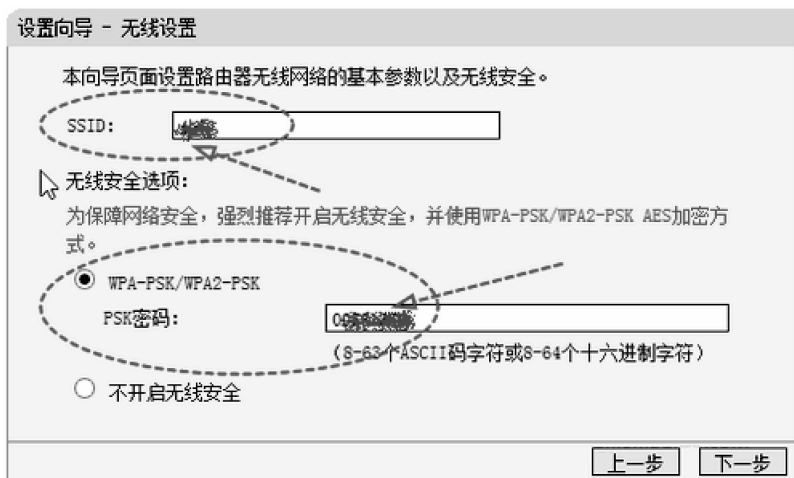 设置向导 - 无线设置
本向导页面设置路由器无线网络的基本参数以及无线安全。
SSID:
无线安全选项:
为保障网络安全，强烈推荐开启无线安全，并使用WPA-PSK/WPA2-PSK AES加密方
式。
WPA-PSK/WPA2-PSK
PSK密码:
(8-63个ASCII码字符或8-64个十六进制字符)
不开启无线安全
上一步 下一步